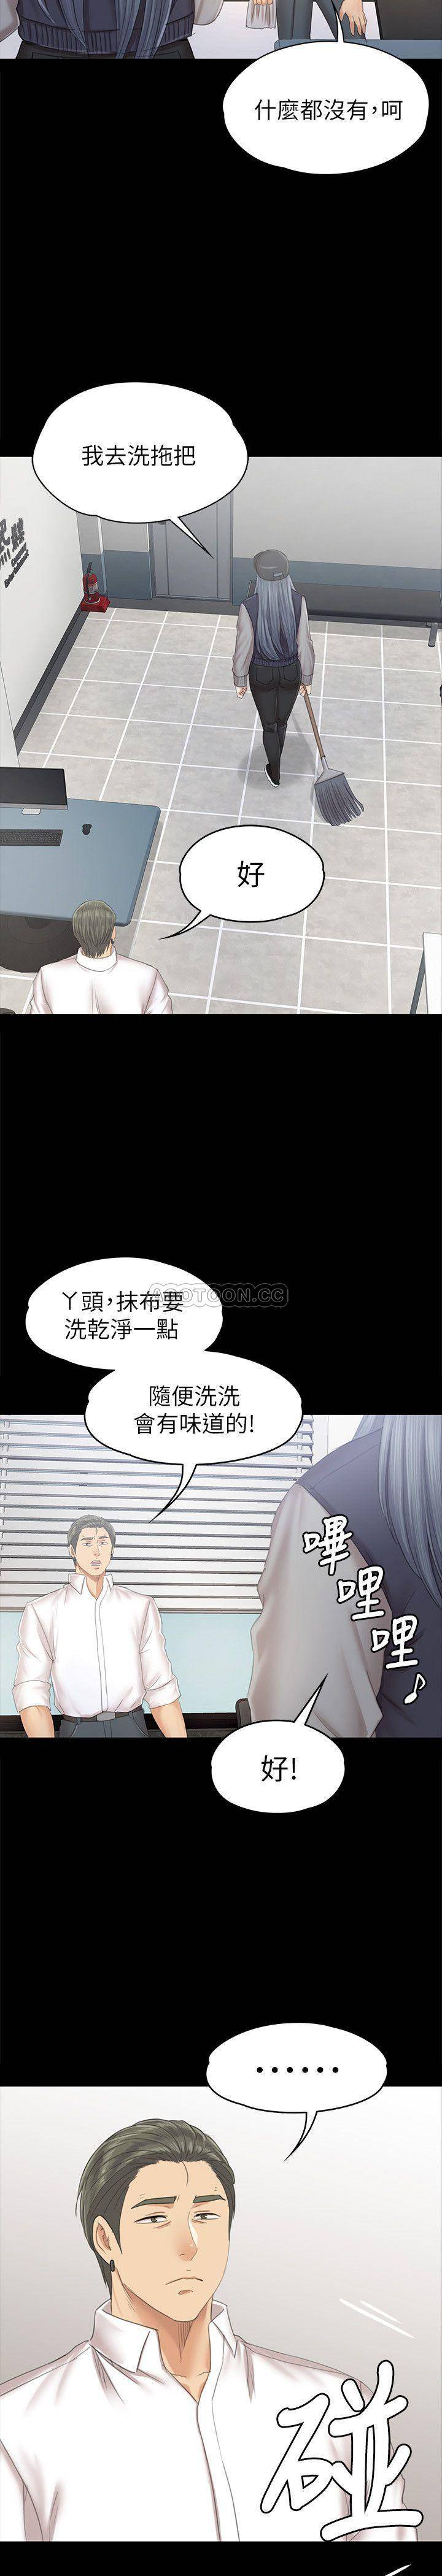 什麼都沒有，呵
我去洗拖把
好
ㄚ頭，抹布要
洗乾淨一點
隨便洗洗
會有味道的！
嗶
哩
哩
♪
好！
⋯⋯
碰